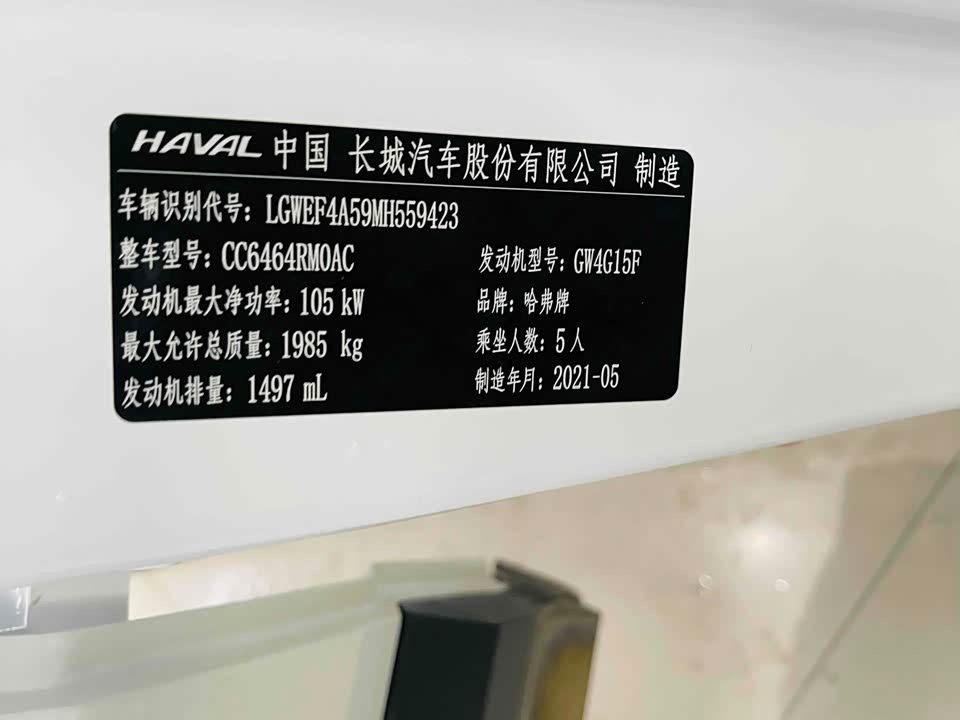 HAVAL 中国 长城汽车股份有限公司 制造
车辆识别代号: LGWEF4A59MH559423
整车型号: CC6464RM0AC 发动机型号: GW4G15F
发动机最大净功率: 105 kW 品牌: 哈弗牌
最大允许总质量: 1985 kg 乘坐人数: 5人
发动机排量: 1497 mL 制造年月: 2021-05